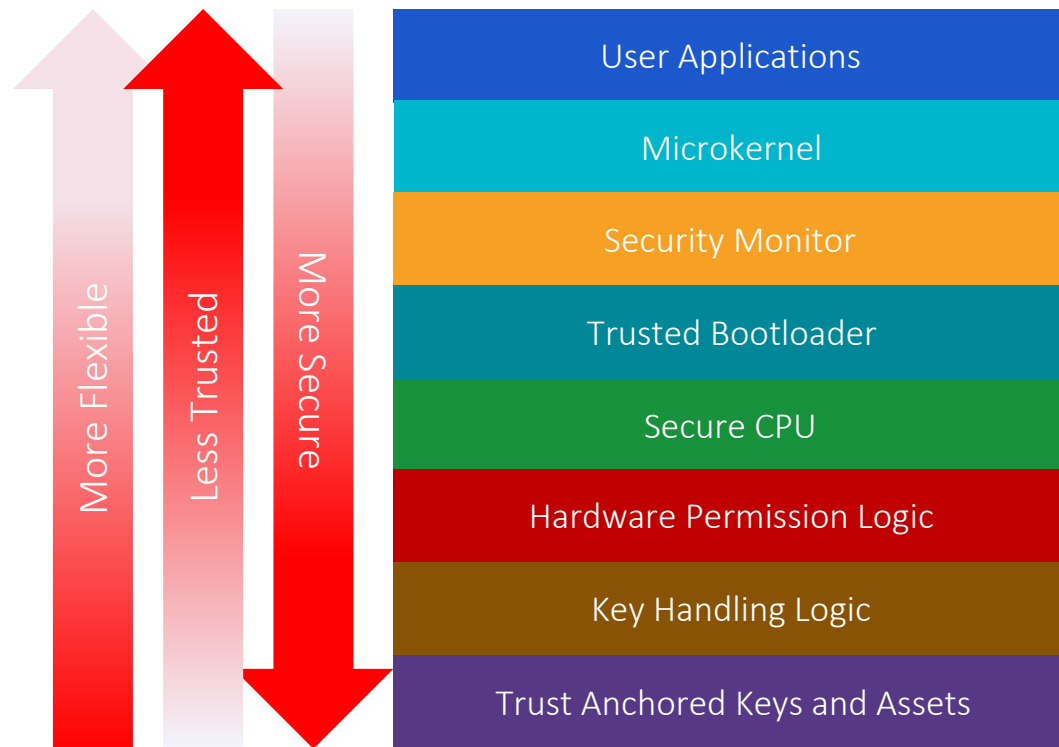 More Flexible
Less Trusted
More Secure
User Applications
Microkernel
Security Monitor
Trusted Bootloader
Secure CPU
Hardware Permission Logic
Key Handling Logic
Trust Anchored Keys and Assets